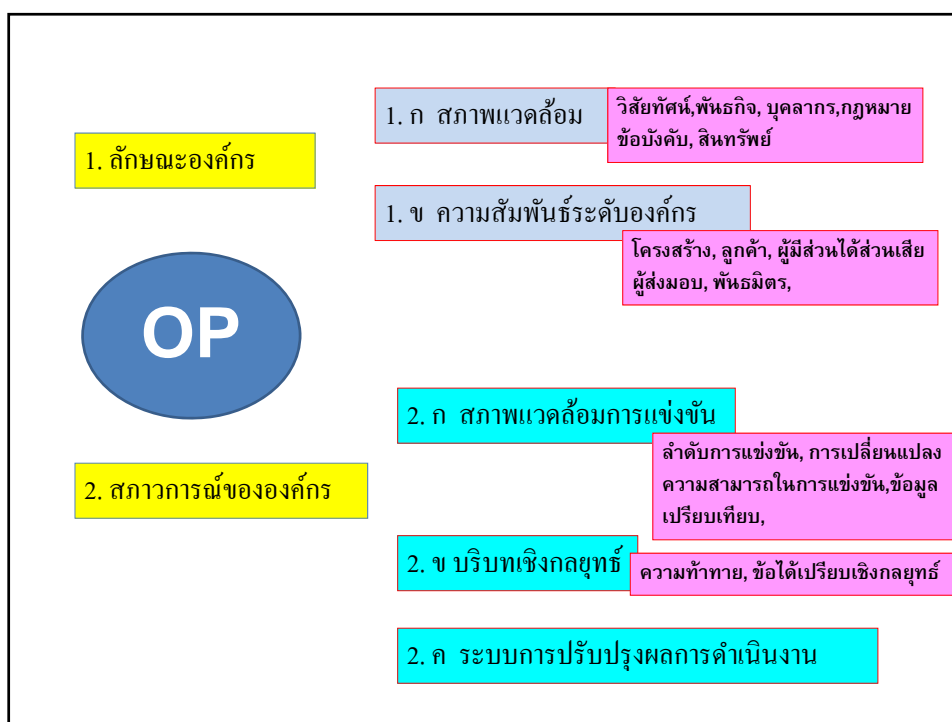 1. ก สภาพแวดล้อม
วิสัยทัศน์,พันธกิจ, บุคลากร,กฎหมาย
ข้อบังคับ, สินทรัพย์
1. ลักษณะองค์กร
1. ข ความสัมพันธ์ระดับองค์กร
โครงสร้าง, ลูกค้า, ผู้มีส่วนได้ส่วนเสีย
ผู้ส่งมอบ, พันธมิตร,
OP
2. ก สภาพแวดล้อมการแข่งขัน
ลำดับการแข่งขัน, การเปลี่ยนแปลง
ความสามารถในการแข่งขัน,ข้อมูล
เปรียบเทียบ,
2. สภาวการณ์ขององค์กร
2. ข บริบทเชิงกลยุทธ์
ความท้าทาย, ข้อได้เปรียบเชิงกลยุทธ์
2. ค ระบบการปรับปรุงผลการดำเนินงาน